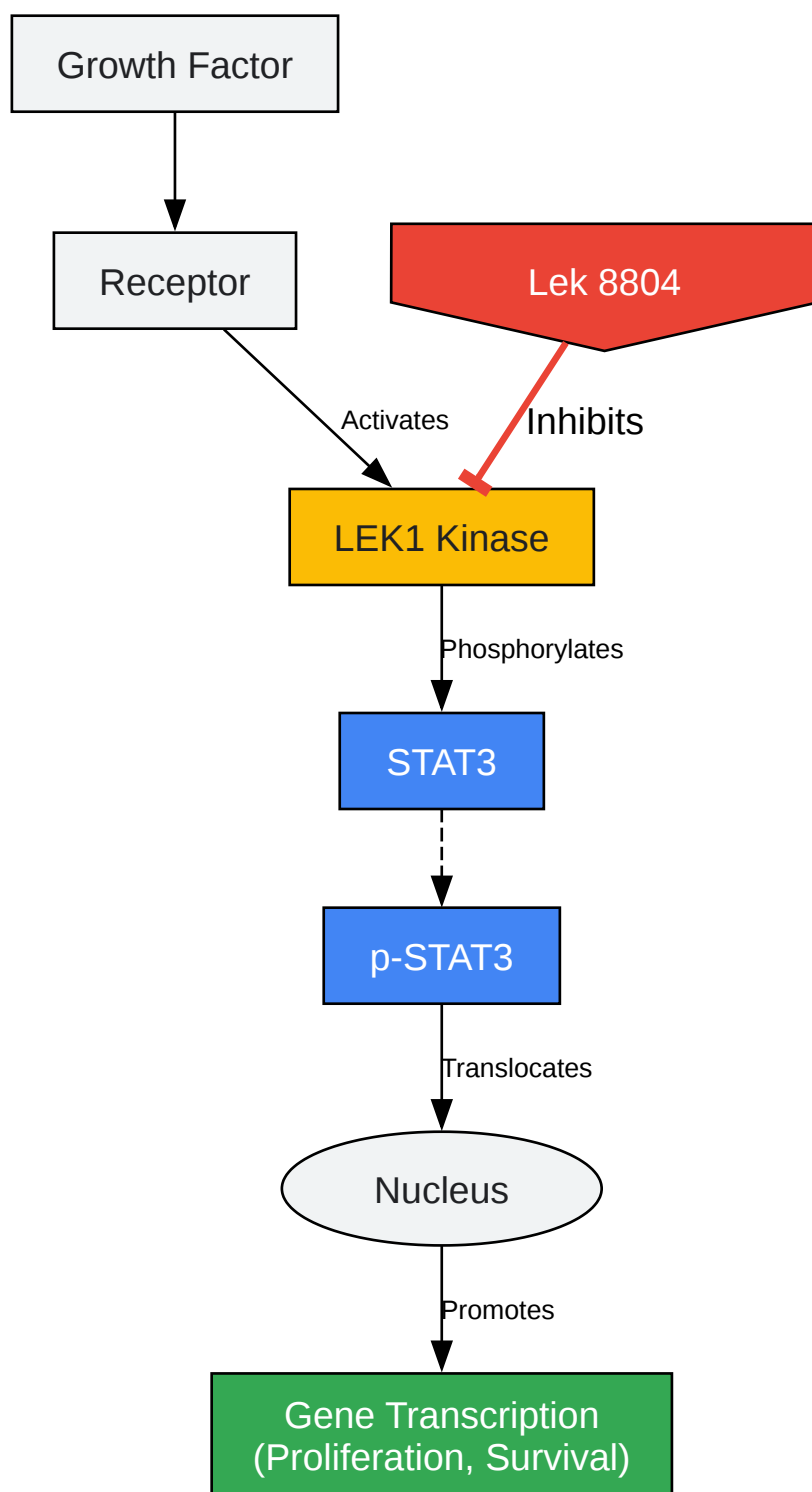 Growth Factor
Receptor
Lek 8804
Activates
Inhibits
LEK1 Kinase
Phosphorylates
STAT3
p-STAT3
Translocates
Nucleus
Promotes
Gene Transcription
(Proliferation, Survival)